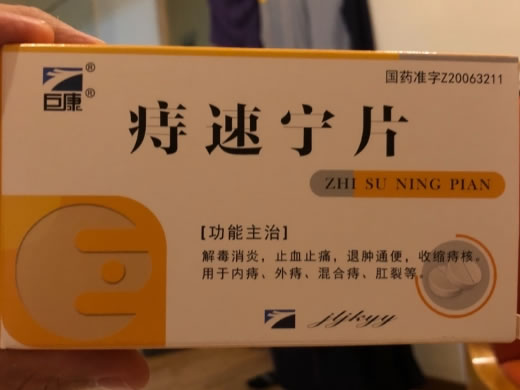 国药准字Z20063211
巨康®
®
痔速宁片
ZHI SU NING PIAN
【功能主治】
解毒消炎，止血止痛，退肿通便，收缩痔核。
用于内痔、外痔、混合痔、肛裂等。
jljkyy